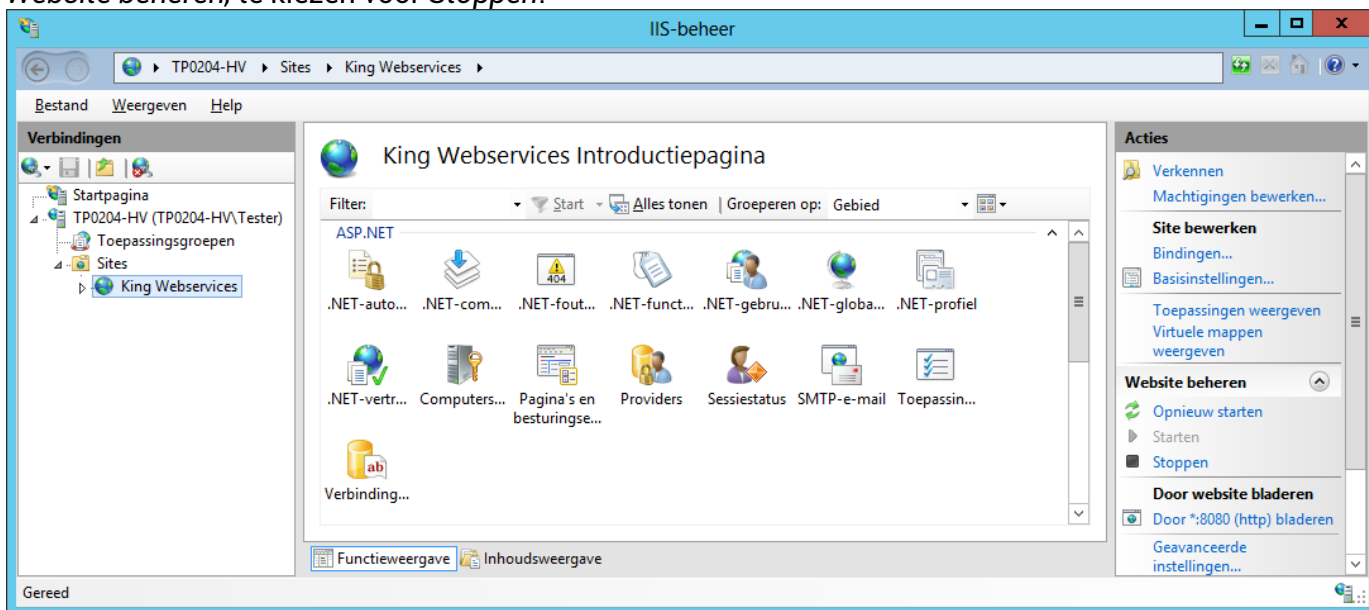 Website beheren, te kiezen voor Stoppen.
IIS-beheer
TP0204-HV Sites King Webservices
Bestand Weergeven Help
Verbindingen
Startpagina
TP0204-HV (TP0204-HV\Tester)
Toepassingsgroepen
Sites
King Webservices
King Webservices Introductiepagina
Filter: Start Alles tonen Groeperen op: Gebied
ASP.NET
.NET-auto... .NET-com... .NET-fout... .NET-funct... .NET-gebru... .NET-globa... .NET-profiel
.NET-vertr... Computers... Pagina's en Providers Sessiestatus SMTP-e-mail Toepassin...
besturingse...
Verbinding...
Functieweergave Inhoudsweergave
Acties
Verkennen
Machtigingen bewerken...
Site bewerken
Bindingen...
Basisinstellingen...
Toepassingen weergeven
Virtuele mappen
weergeven
Website beheren
Opnieuw starten
Starten
Stoppen
Door website bladeren
Door *:8080 (http) bladeren
Geavanceerde
instellingen...
Gereed